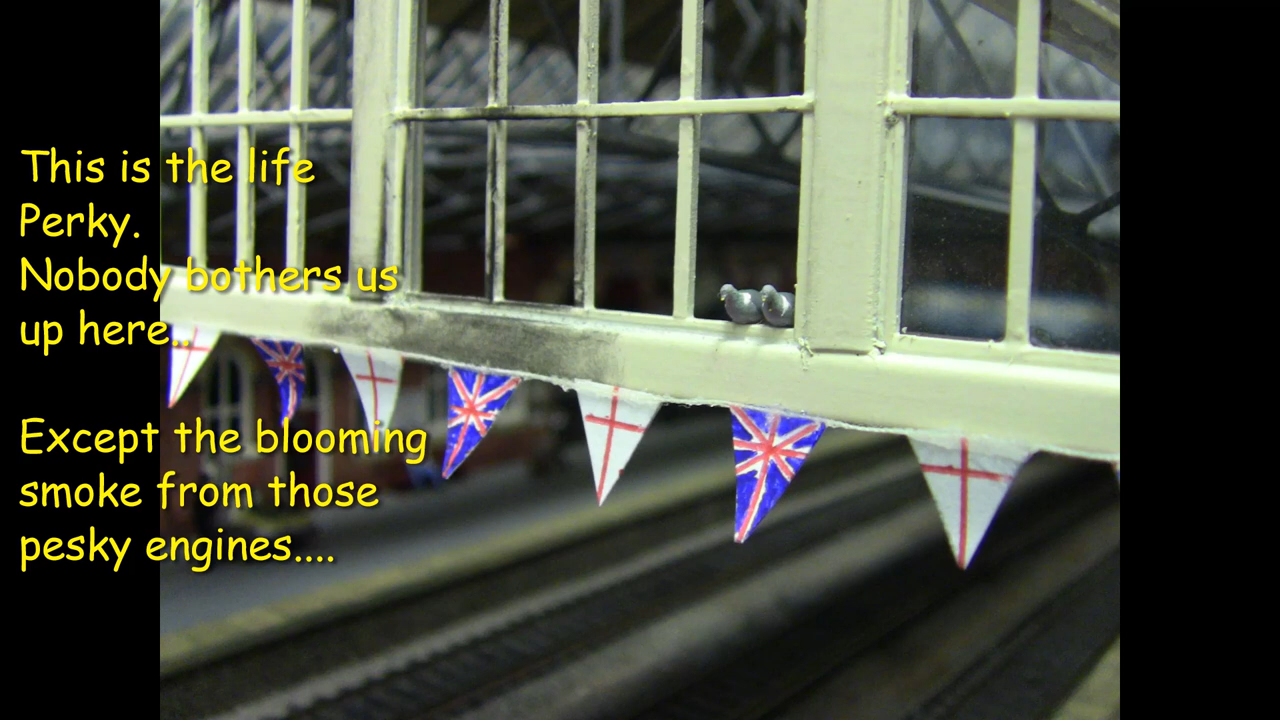 This is the life
Perky.
Nobody bothers us
up here..
Except the blooming
smoke from those
pesky engines....